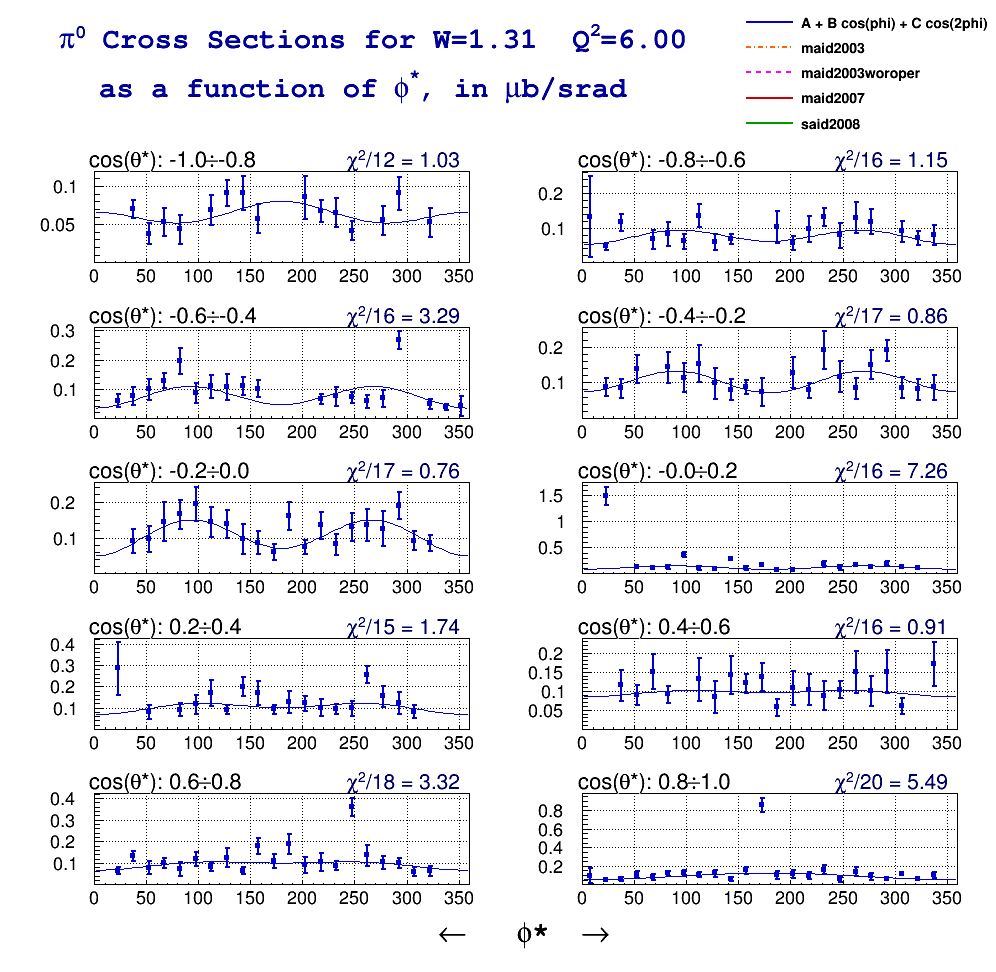 π⁰ Cross Sections for W=1.31 Q²=6.00
as a function of ϕ*, in μb/srad
A + B cos(phi) + C cos(2phi)
maid2003
maid2003woroper
maid2007
said2008
cos(θ*): -1.0÷-0.8 χ²/12 = 1.03
0.1
0.05
0 50 100 150 200 250 300 350
cos(θ*): -0.8÷-0.6 χ²/16 = 1.15
0.2
0.1
0 50 100 150 200 250 300 350
cos(θ*): -0.6÷-0.4 χ²/16 = 3.29
0.3
0.2
0.1
0 50 100 150 200 250 300 350
cos(θ*): -0.4÷-0.2 χ²/17 = 0.86
0.2
0.1
0 50 100 150 200 250 300 350
cos(θ*): -0.2÷0.0 χ²/17 = 0.76
0.2
0.1
0 50 100 150 200 250 300 350
cos(θ*): -0.0÷0.2 χ²/16 = 7.26
1.5
1
0.5
0 50 100 150 200 250 300 350
cos(θ*): 0.2÷0.4 χ²/15 = 1.74
0.4
0.3
0.2
0.1
0 50 100 150 200 250 300 350
cos(θ*): 0.4÷0.6 χ²/16 = 0.91
0.2
0.15
0.1
0.05
0 50 100 150 200 250 300 350
cos(θ*): 0.6÷0.8 χ²/18 = 3.32
0.4
0.3
0.2
0.1
0 50 100 150 200 250 300 350
cos(θ*): 0.8÷1.0 χ²/20 = 5.49
0.8
0.6
0.4
0.2
0 50 100 150 200 250 300 350
← ϕ* →